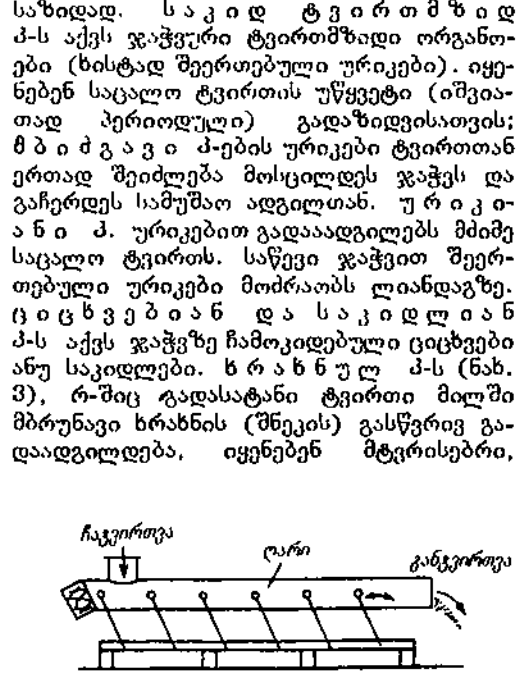 საზიდად. საკიდ ტვირთმზიდ
კ-ს აქვს ჯაჭვური ტვირთმზიდი ორგანო-
ები (ხისტად შეერთებული ურიკები). იყე-
ნებენ საცალო ტვირთის უწყვეტი (იშვია-
თად პერიოდული) გადაზიდვისათვის;
მბიძგავი კ-ების ურიკები ტვირთთან
ერთად შეიძლება მოსცილდეს ჯაჭვს და
გაჩერდეს სამუშაო ადგილთან. ურიკი-
ანი კ. ურიკებით გადააადგილებს მძიმე
საცალო ტვირთს. საწევი ჯაჭვით შეერ-
თებული ურიკები მოძრაობს ლიანდაგზე.
ციცხვებიან და საკიდლიან
კ-ს აქვს ჯაჭვზე ჩამოკიდებული ციცხვები
ანუ საკიდლები. ხრახნულ კ-ს (ნახ.
3), რ-შიც გადასატანი ტვირთი მილში
მბრუნავი ხრახნის (შნეკის) გასწვრივ გა-
დაადგილდება, იყენებენ მტვრისებრი,
ჩატვირთვა
ღარი
განტვირთვა